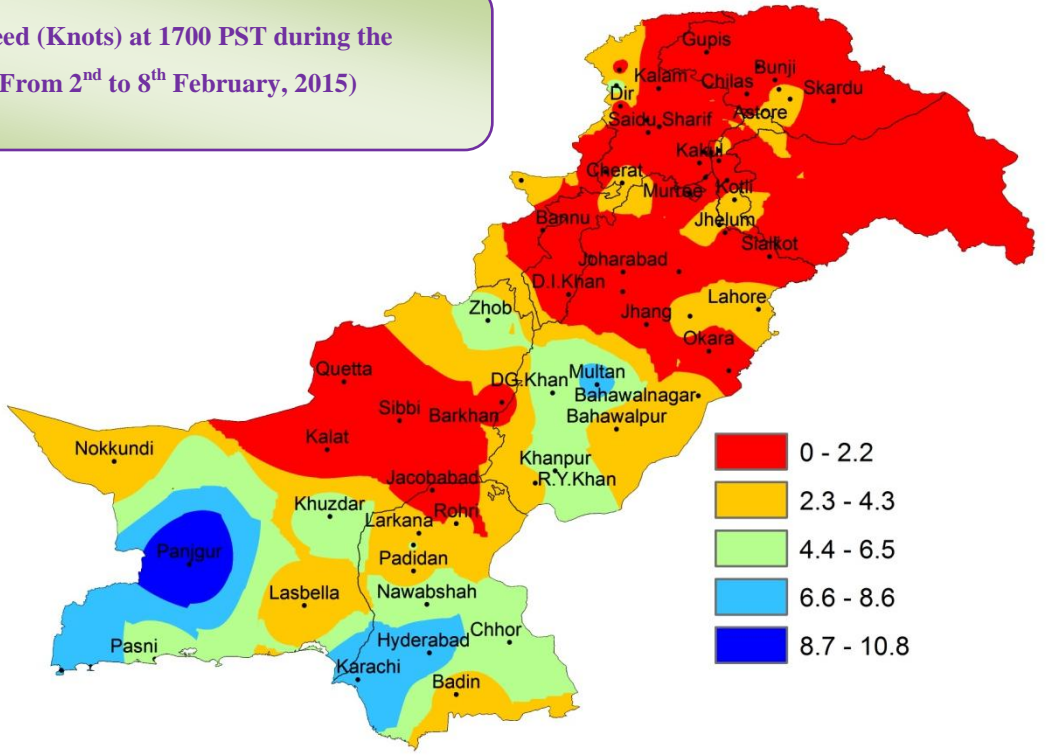 eed (Knots) at 1700 PST during the
From 2nd to 8th February, 2015)
Gupis
Bunji
Kalam
Chilas
Skardu
Dir
Astore
Saidu Sharif
Kakul
Cherat
Murree
Kotli
Bannu
Jhelum
Sialkot
Joharabad
D.I.Khan
Lahore
Zhob
Jhang
Okara
Quetta
DG.Khan
Multan
Bahawalnagar
Sibbi
Barkhan
Bahawalpur
Nokkundi
Kalat
Khanpur
Jacobabad
R.Y.Khan
Khuzdar
Larkana
Rohri
Panjgur
Padidan
Lasbella
Nawabshah
Pasni
Hyderabad
Chhor
Karachi
Badin
0 - 2.2
2.3 - 4.3
4.4 - 6.5
6.6 - 8.6
8.7 - 10.8